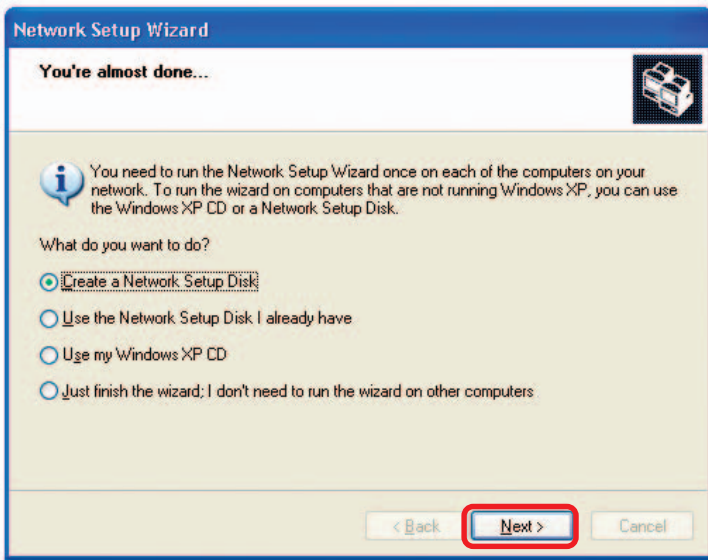 Network Setup Wizard
You're almost done...
You need to run the Network Setup Wizard once on each of the computers on your
network. To run the wizard on computers that are not running Windows XP, you can use
the Windows XP CD or a Network Setup Disk.
What do you want to do?
Create a Network Setup Disk
Use the Network Setup Disk I already have
Use my Windows XP CD
Just finish the wizard; I don't need to run the wizard on other computers
< Back
Next >
Cancel